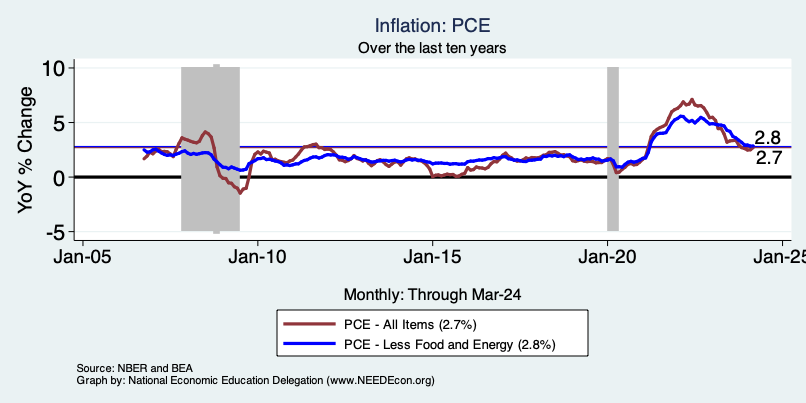 Inflation: PCE
Over the last ten years
YoY % Change
10
5
0
-5
2.8
2.7
Jan-05
Jan-10
Jan-15
Jan-20
Jan-25
Monthly: Through Mar-24
PCE - All Items (2.7%)
PCE - Less Food and Energy (2.8%)
Source: NBER and BEA
Graph by: National Economic Education Delegation (www.NEEDEcon.org)